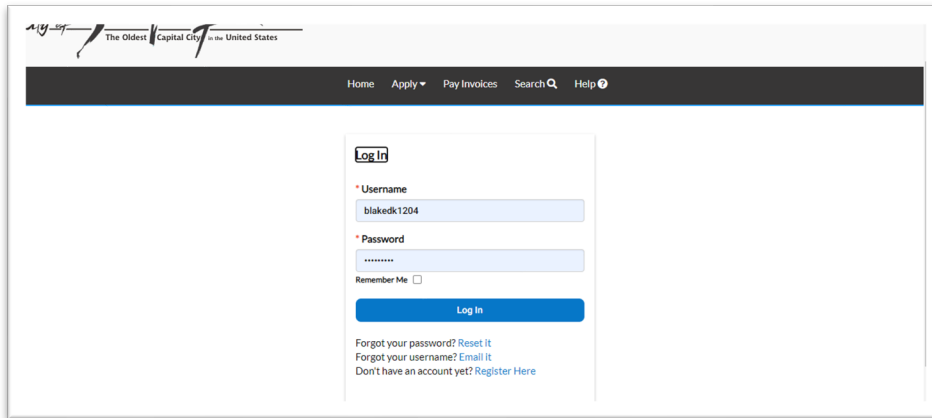 The Oldest Capital City in the United States
Home Apply Pay Invoices Search Help
Log In
* Username
blakedk1204
* Password
•••••••••
Remember Me
Log In
Forgot your password? Reset it
Forgot your username? Email it
Don't have an account yet? Register Here